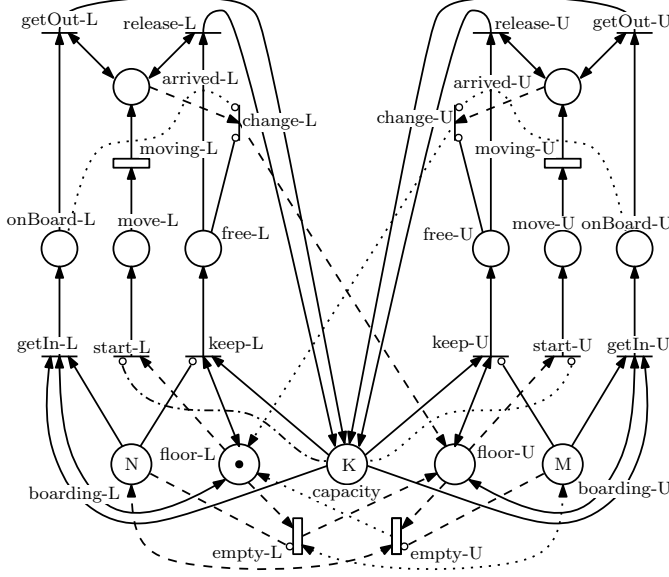 getOut-L release-L release-U getOut-U
arrived-L arrived-U
change-L change-U
moving-L moving-U
onBoard-L move-L free-L free-U move-U onBoard-U
getIn-L start-L keep-L keep-U start-U getIn-U
N floor-L K floor-U M
boarding-L capacity boarding-U
empty-L empty-U